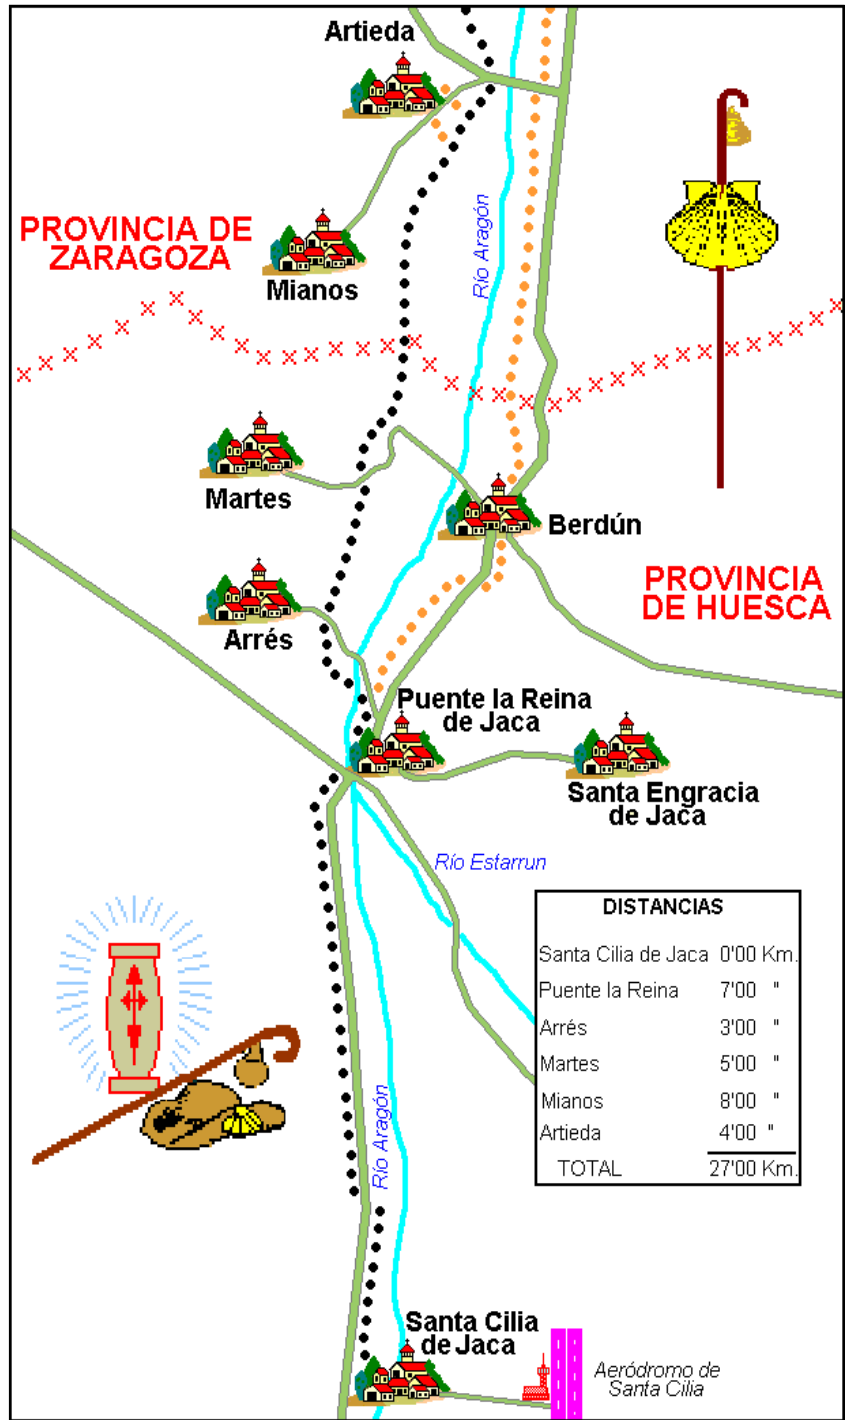 Artieda
Río Aragón
PROVINCIA DE
ZARAGOZA
Mianos
Martes
Berdún
PROVINCIA
DE HUESCA
Arrés
Puente la Reina
de Jaca
Santa Engracia
de Jaca
Río Estarrun
DISTANCIAS
Santa Cilia de Jaca 0'00 Km.
Puente la Reina 7'00 "
Arrés 3'00 "
Martes 5'00 "
Mianos 8'00 "
Artieda 4'00 "
TOTAL 27'00 Km.
Río Aragón
Santa Cilia
de Jaca
Aeródromo de
Santa Cilia